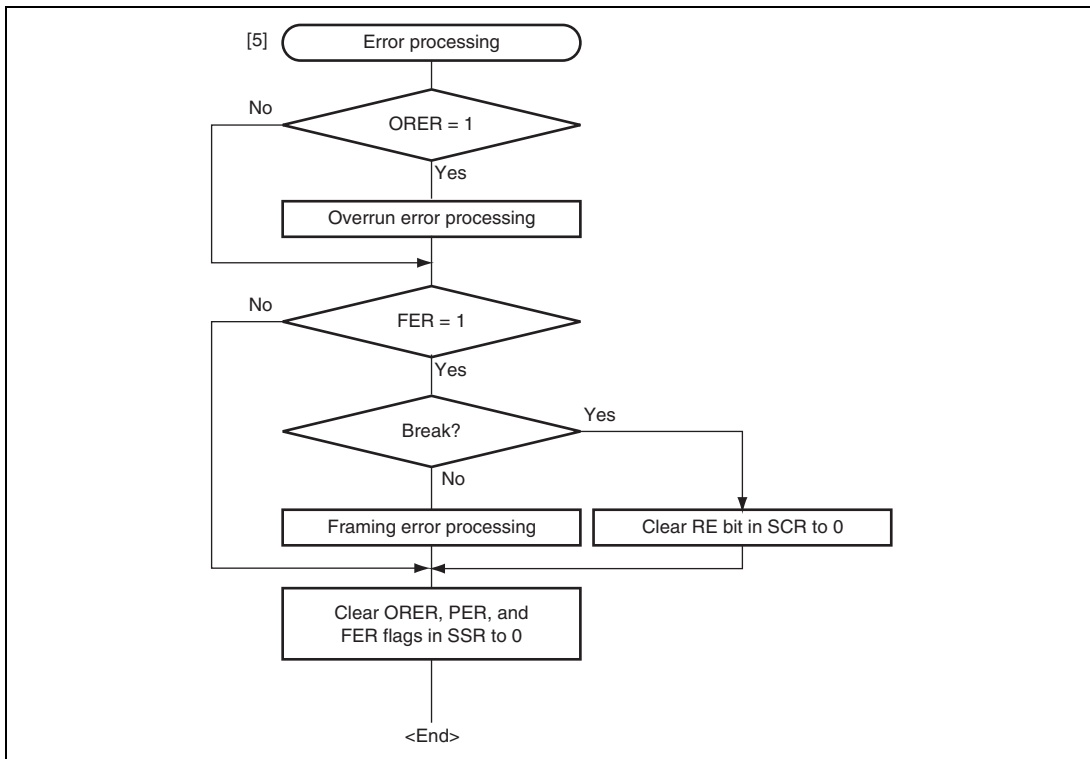 [5]
Error processing
No
ORER = 1
Yes
Overrun error processing
No
FER = 1
Yes
Break?
Yes
No
Framing error processing
Clear RE bit in SCR to 0
Clear ORER, PER, and
FER flags in SSR to 0
<End>